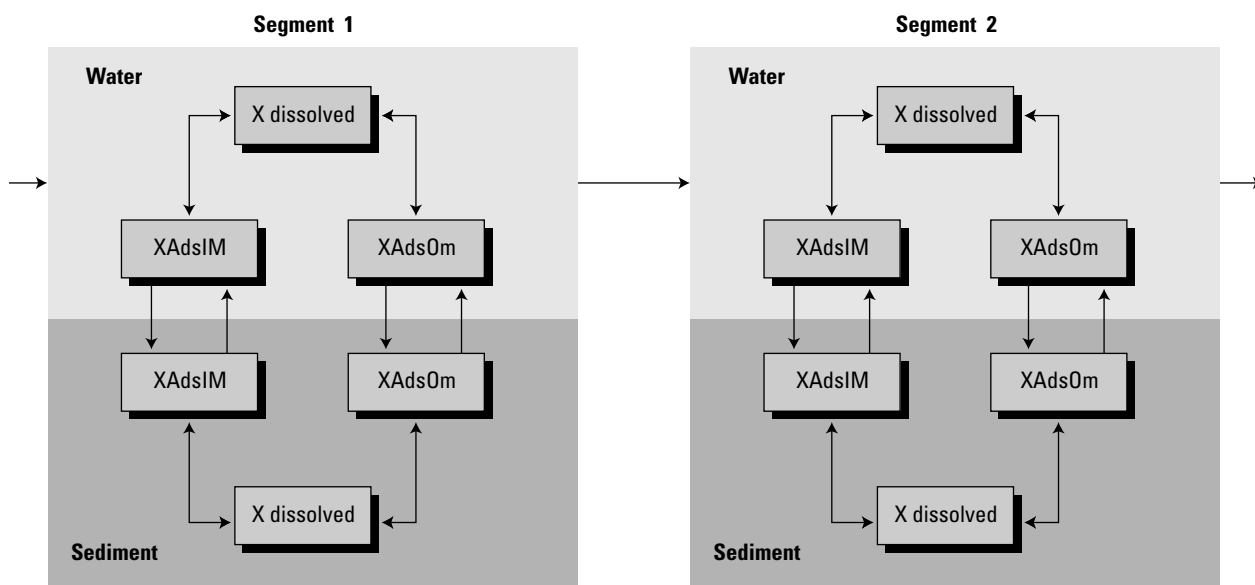 Segment 1
Water
X dissolved
XAdsIM
XAdsOm
XAdsIM
XAdsOm
X dissolved
Sediment
Segment 2
Water
X dissolved
XAdsIM
XAdsOm
XAdsIM
XAdsOm
X dissolved
Sediment